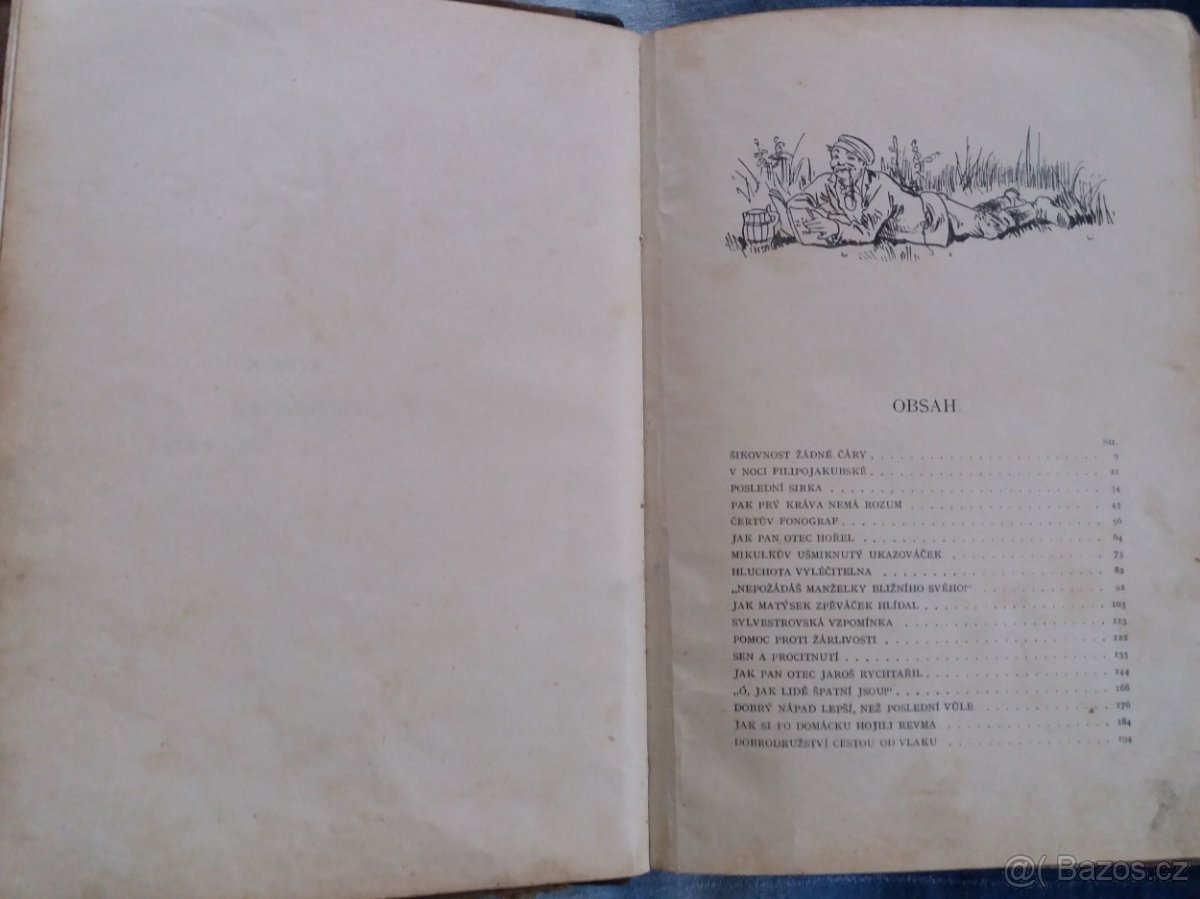 OBSAH.
Str.
ŠIKOVNOST ŽÁDNÉ ČÁRY . . . . . . . . . . . . . . . . . . . . 9
V NOCI FILIPOJAKUBSKÉ . . . . . . . . . . . . . . . . . . . . 21
POSLEDNÍ SIRKA . . . . . . . . . . . . . . . . . . . . 34
PAK PRÝ KRÁVA NEMÁ ROZUM . . . . . . . . . . . . . . . . . 45
ČERTŮV FONOGRAF . . . . . . . . . . . . . . . . . . . . 56
JAK PAN OTEC HOŘEL . . . . . . . . . . . . . . . . . . . . 64
MIKULKŮV UŠMIKNUTÝ UKAZOVÁČEK . . . . . . . . . . . . . . 73
HLUCHOTA VYLÉČITELNA . . . . . . . . . . . . . . . . . . 82
„NEPOŽÁDÁŠ MANŽELKY BLIŽNÍHO SVÉHO!" . . . . . . . . . . . 92
JAK MATÝSEK ZPĚVÁČEK HLÍDAL . . . . . . . . . . . . . . . 103
SYLVESTROVSKÁ VZPOMÍNKA . . . . . . . . . . . . . . . . . 113
POMOC PROTI ŽÁRLIVOSTI . . . . . . . . . . . . . . . . . . 122
SEN A PROCITNUTÍ . . . . . . . . . . . . . . . . . . . . 135
JAK PAN OTEC JAROŠ RYCHTAŘIL . . . . . . . . . . . . . . . 144
„Ó, JAK LIDÉ ŠPATNÍ JSOU!" . . . . . . . . . . . . . . . . . 166
DOBRÝ NÁPAD LEPŠÍ, NEŽ POSLEDNÍ VŮLE . . . . . . . . . . . 176
JAK SI PO DOMÁCKU HOJILI REVMA . . . . . . . . . . . . . . 184
DOBRODRUŽSTVÍ CESTOU OD VLAKU . . . . . . . . . . . . . . 194
@( Bazos.cz